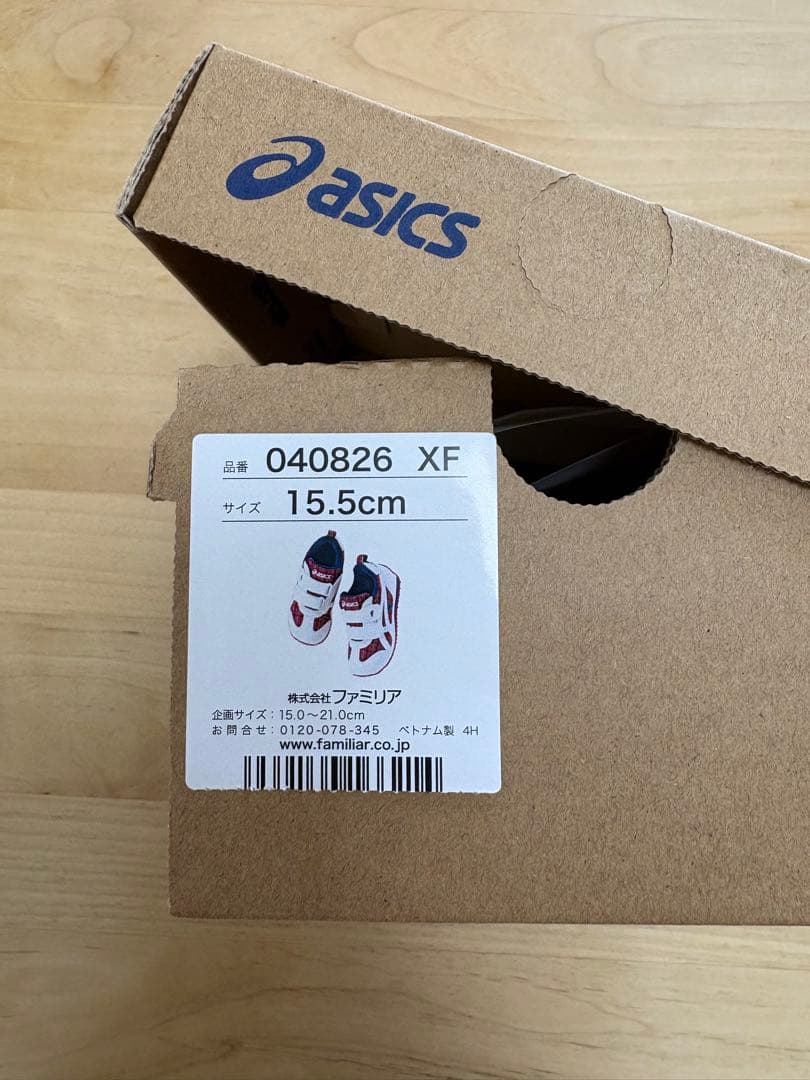 asics
品番 040826 XF
サイズ 15.5cm
asics
asics
株式会社ファミリア
企画サイズ：15.0～21.0cm
お問合せ：0120-078-345 ベトナム製 4H
www.familiar.co.jp